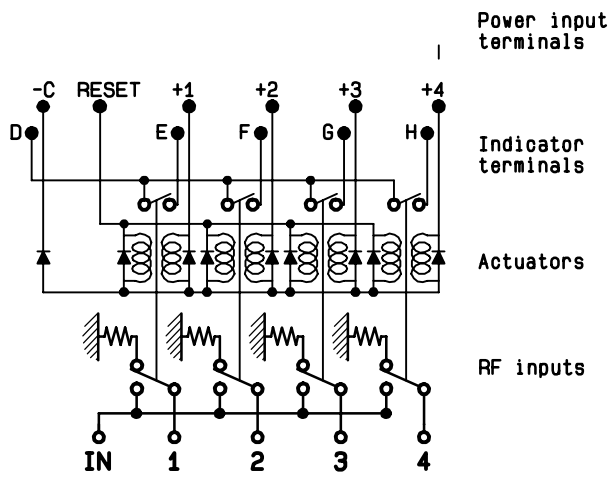 Power input
terminals
-C RESET +1 +2 +3 +4
D E F G H
Indicator
terminals
Actuators
RF inputs
IN 1 2 3 4